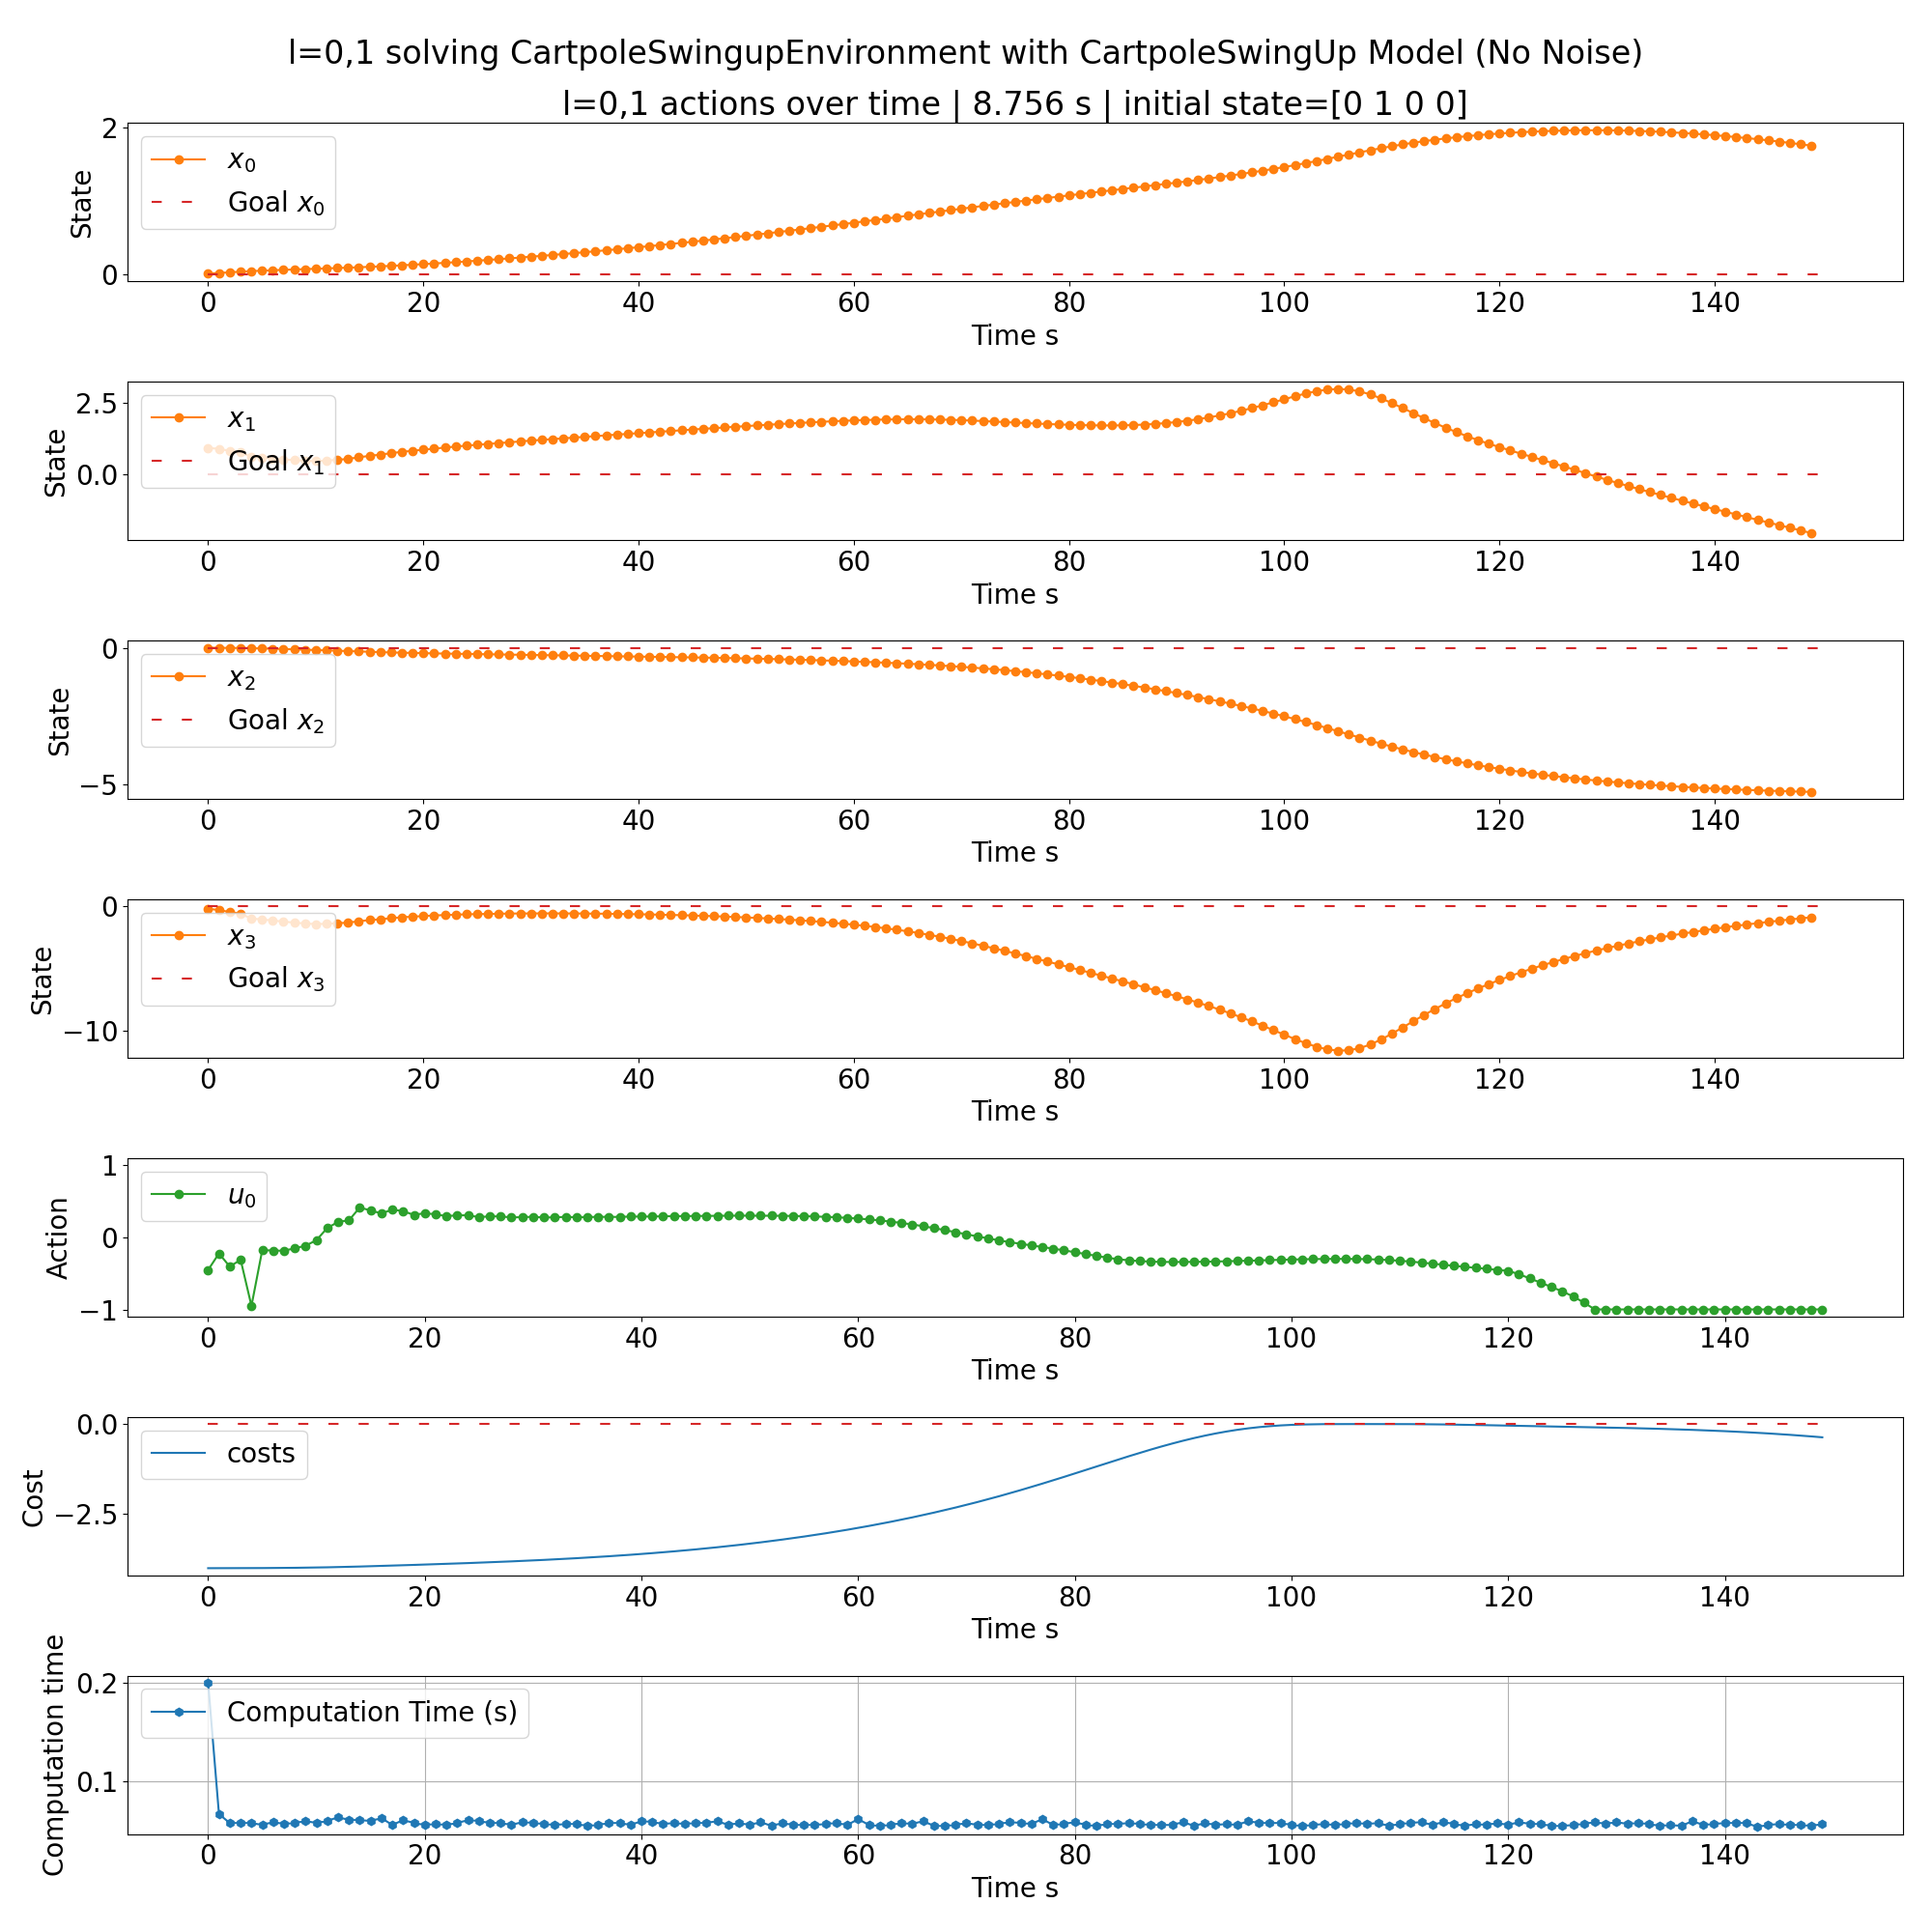 l=0,1 solving CartpoleSwingupEnvironment with CartpoleSwingUp Model (No Noise)
l=0,1 actions over time | 8.756 s | initial state=[0 1 0 0]
State
2
0
x₀
Goal x₀
0 20 40 60 80 100 120 140
Time s
State
2.5
0.0
x₁
Goal x₁
0 20 40 60 80 100 120 140
Time s
State
0
−5
x₂
Goal x₂
0 20 40 60 80 100 120 140
Time s
State
0
−10
x₃
Goal x₃
0 20 40 60 80 100 120 140
Time s
Action
1
0
−1
u₀
0 20 40 60 80 100 120 140
Time s
Cost
0.0
−2.5
costs
0 20 40 60 80 100 120 140
Time s
Computation time
0.2
0.1
Computation Time (s)
0 20 40 60 80 100 120 140
Time s